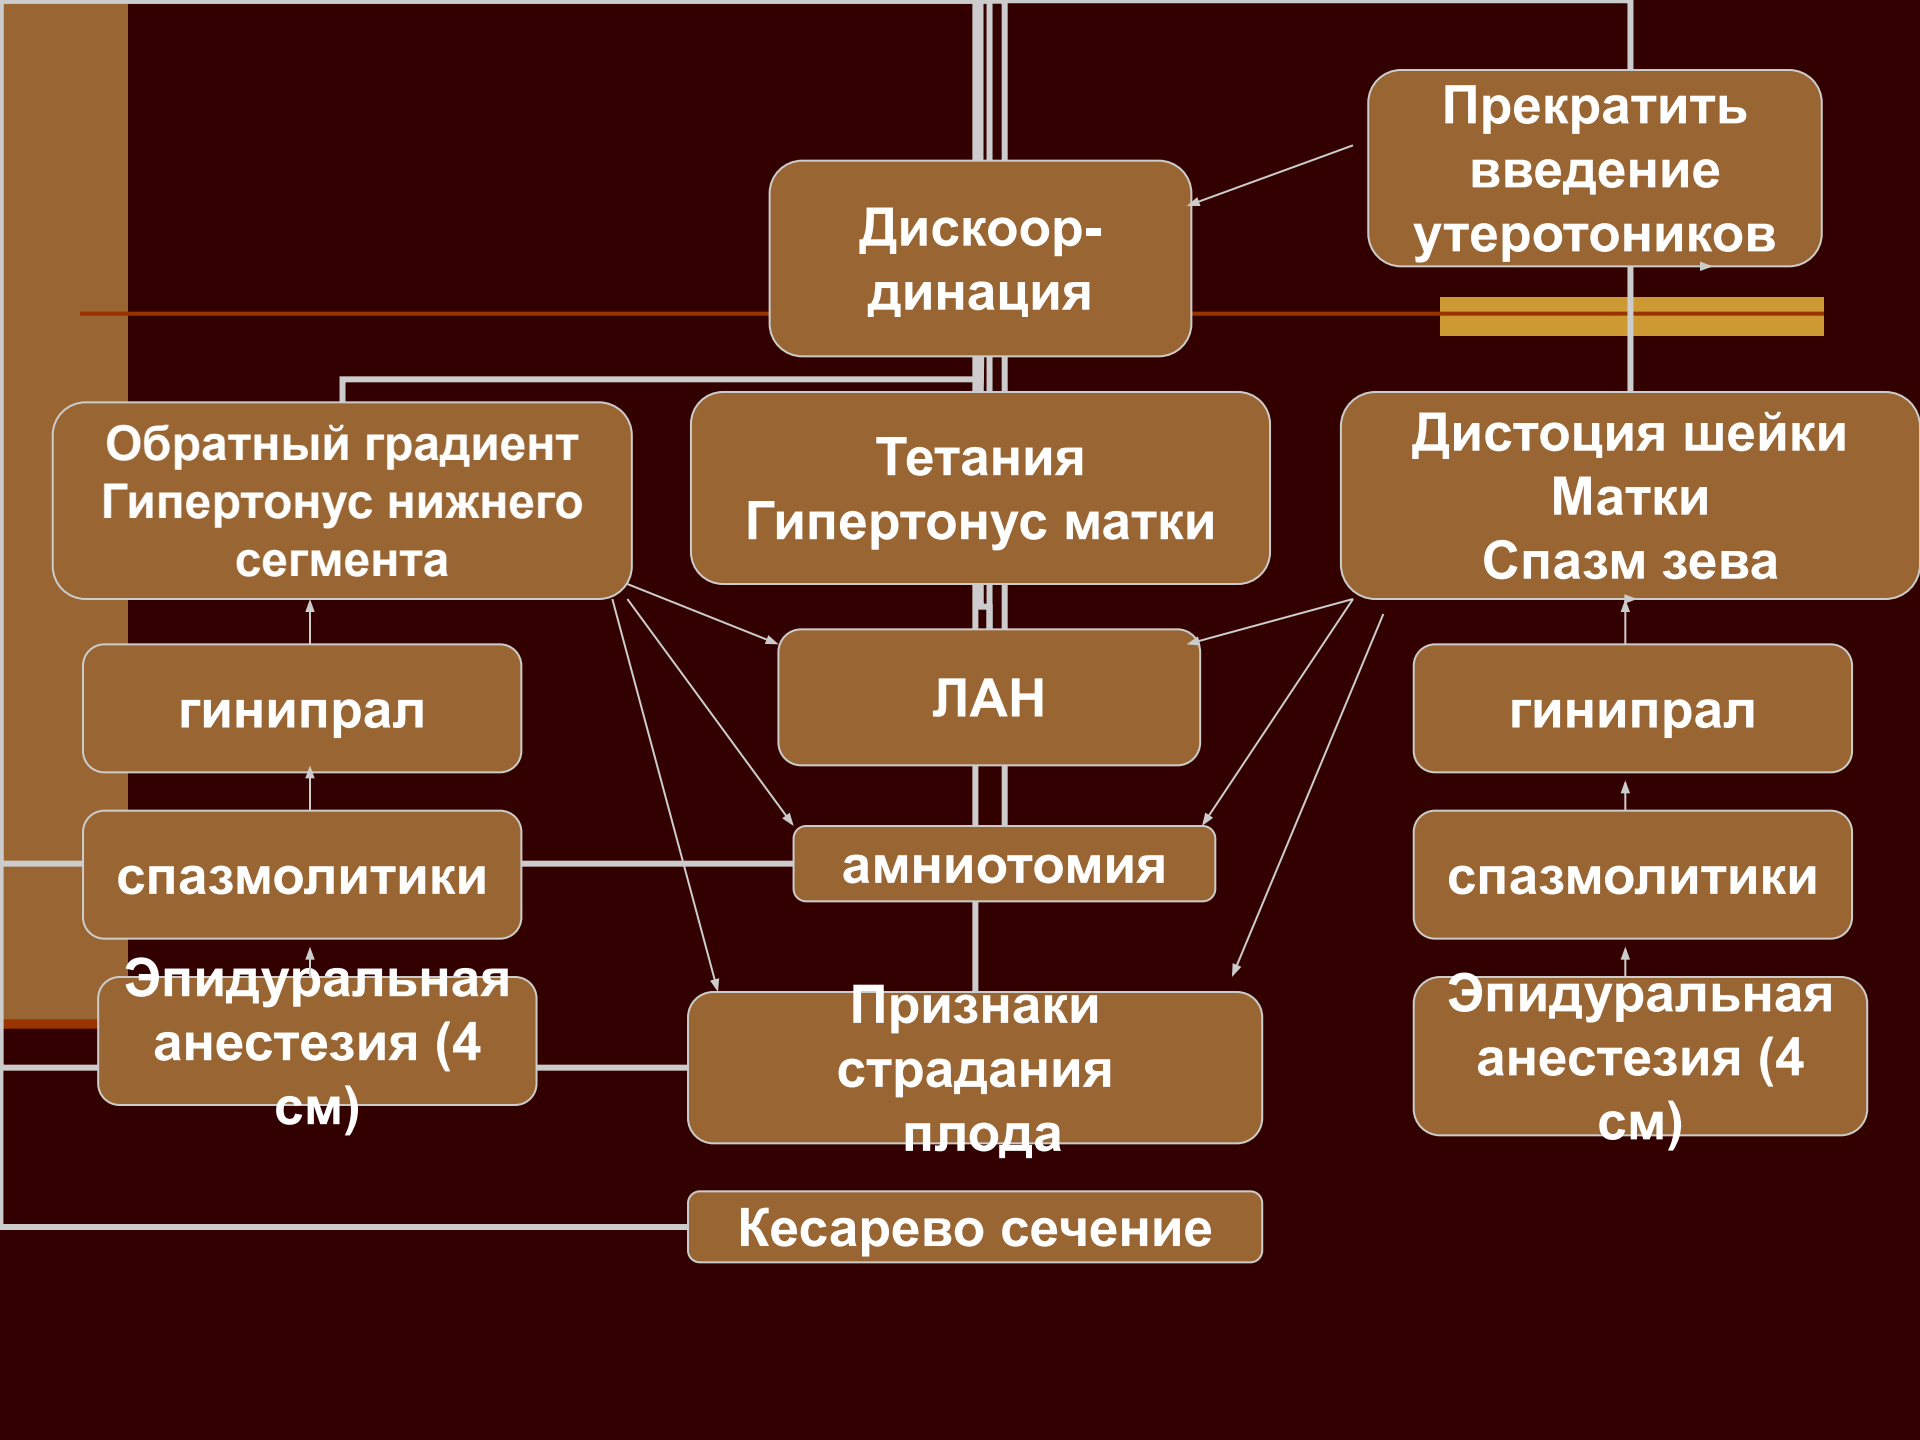 Прекратить
введение
утеротоников
Дискоор-
динация
Обратный градиент
Гипертонус нижнего
сегмента
Тетания
Гипертонус матки
Дистоция шейки
Матки
Спазм зева
гинипрал
ЛАН
гинипрал
спазмолитики
амниотомия
спазмолитики
Эпидуральная
анестезия (4
см)
Признаки
страдания
плода
Эпидуральная
анестезия (4
см)
Кесарево сечение